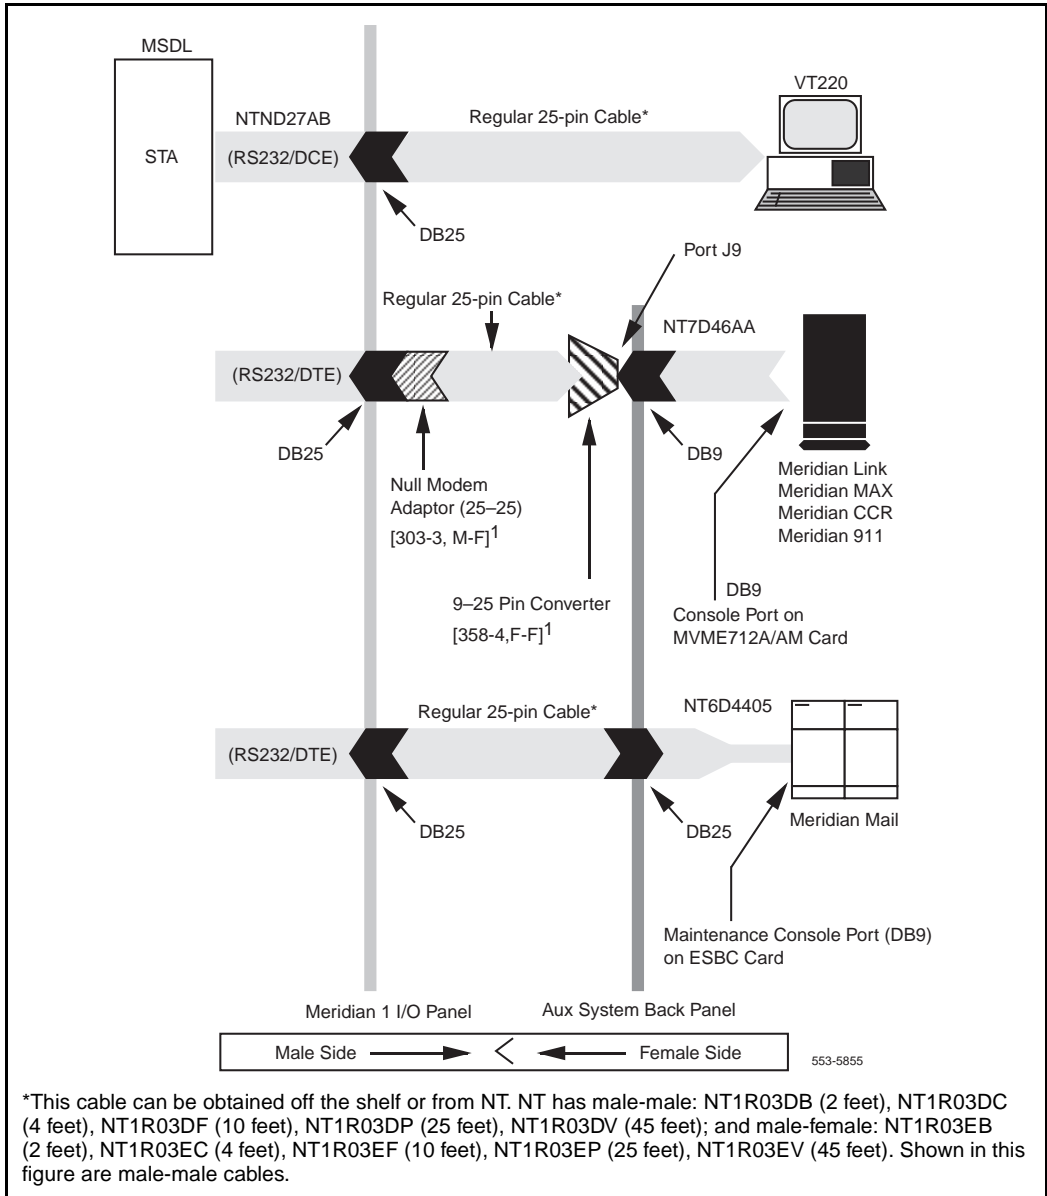 MSDL
VT220
NTND27AB
Regular 25-pin Cable*
STA
(RS232/DCE)
DB25
Port J9
Regular 25-pin Cable*
NT7D46AA
(RS232/DTE)
DB25
DB9
Null Modem
Adaptor (25–25)
[303-3, M-F]1
Meridian Link
Meridian MAX
Meridian CCR
Meridian 911
9–25 Pin Converter
[358-4,F-F]1
DB9
Console Port on
MVME712A/AM Card
Regular 25-pin Cable*
NT6D4405
(RS232/DTE)
DB25
DB25
Meridian Mail
Maintenance Console Port (DB9)
on ESBC Card
Meridian 1 I/O Panel
Aux System Back Panel
Male Side
Female Side
553-5855
*This cable can be obtained off the shelf or from NT. NT has male-male: NT1R03DB (2 feet), NT1R03DC
(4 feet), NT1R03DF (10 feet), NT1R03DP (25 feet), NT1R03DV (45 feet); and male-female: NT1R03EB
(2 feet), NT1R03EC (4 feet), NT1R03EF (10 feet), NT1R03EP (25 feet), NT1R03EV (45 feet). Shown in this
figure are male-male cables.